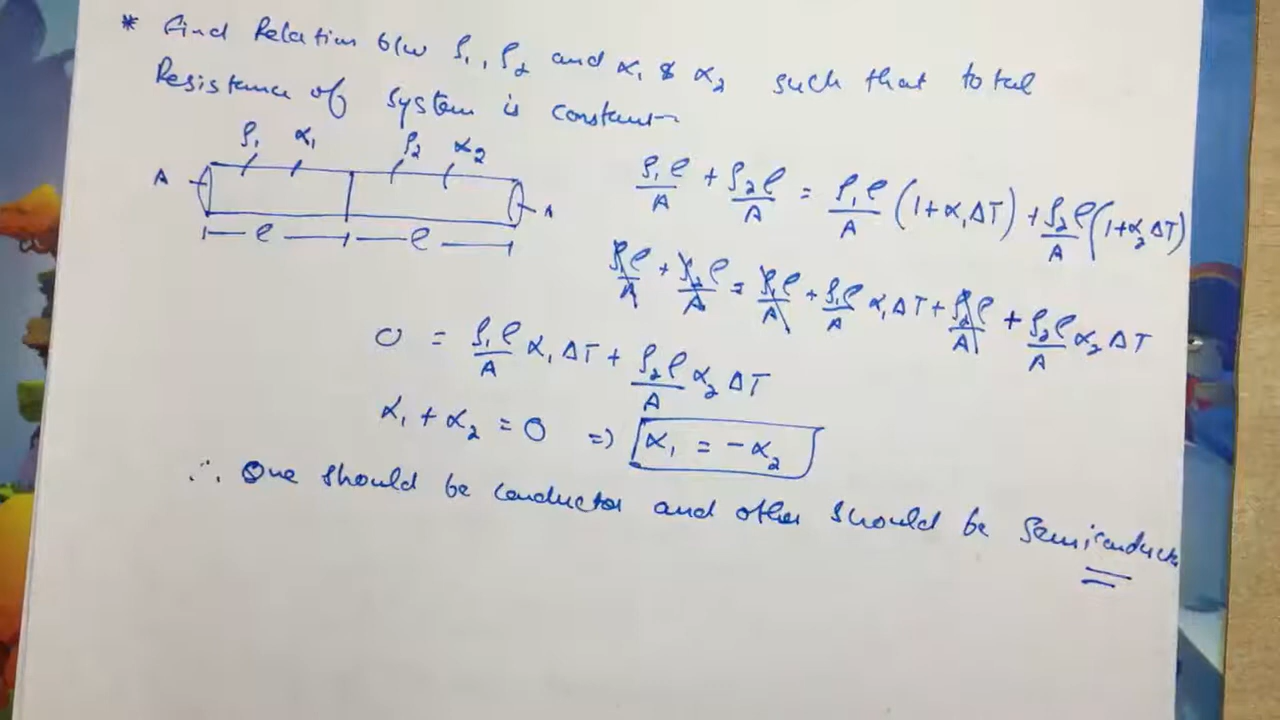 * Find Relation b/w ρ₁, ρ₂ and α₁ & α₂ such that total
Resistance of system is constant
ρ₁ α₁ ρ₂ α₂
A A
ℓ ℓ
ρ₁ℓ/A + ρ₂ℓ/A = ρ₁ℓ/A (1+α₁ΔT) + ρ₂ℓ/A (1+α₂ΔT)
ρ₁ℓ/A + ρ₂ℓ/A = ρ₁ℓ/A + ρ₁ℓ/A α₁ΔT + ρ₂ℓ/A + ρ₂ℓ/A α₂ΔT
0 = ρ₁ℓ/A α₁ΔT + ρ₂ℓ/A α₂ΔT
α₁ + α₂ = 0 => α₁ = -α₂
∴ One should be conductor and other should be Semiconductor